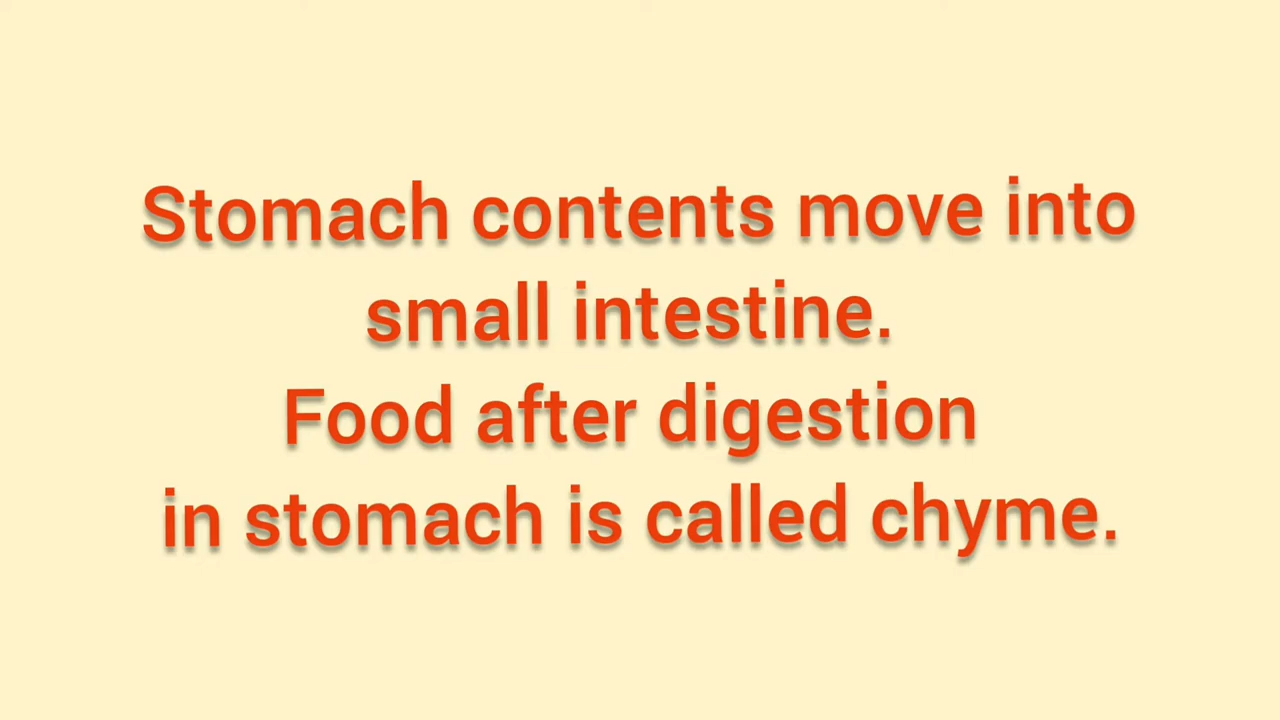 Stomach contents move into
small intestine.
Food after digestion
in stomach is called chyme.